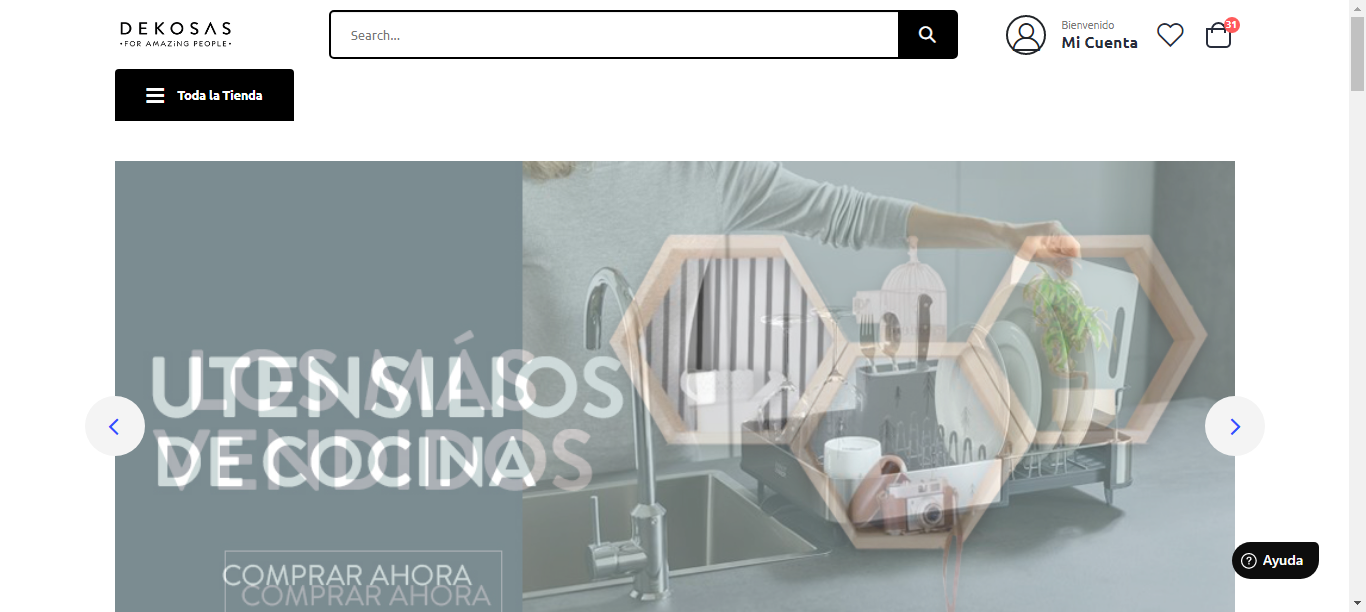 DEKOSAS
•FOR AMAZING PEOPLE•
Search...
Bienvenido
Mi Cuenta
31
Toda la Tienda
UTENSILIOS
DE COCINA
LOS MÁS
VENDIDOS
COMPRAR AHORA
COMPRAR AHORA
Ayuda